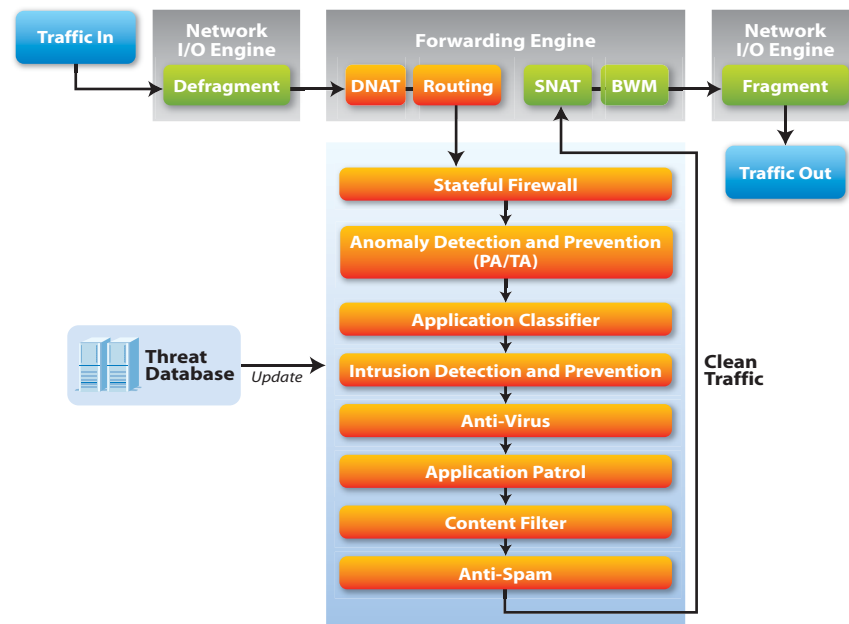 Traffic In
Network
I/O Engine
Defragment
Forwarding Engine
DNAT
Routing
SNAT
BWM
Network
I/O Engine
Fragment
Traffic Out
Stateful Firewall
Anomaly Detection and Prevention
(PA/TA)
Application Classifier
Intrusion Detection and Prevention
Anti-Virus
Application Patrol
Content Filter
Anti-Spam
Threat
Database
Update
Clean
Traffic